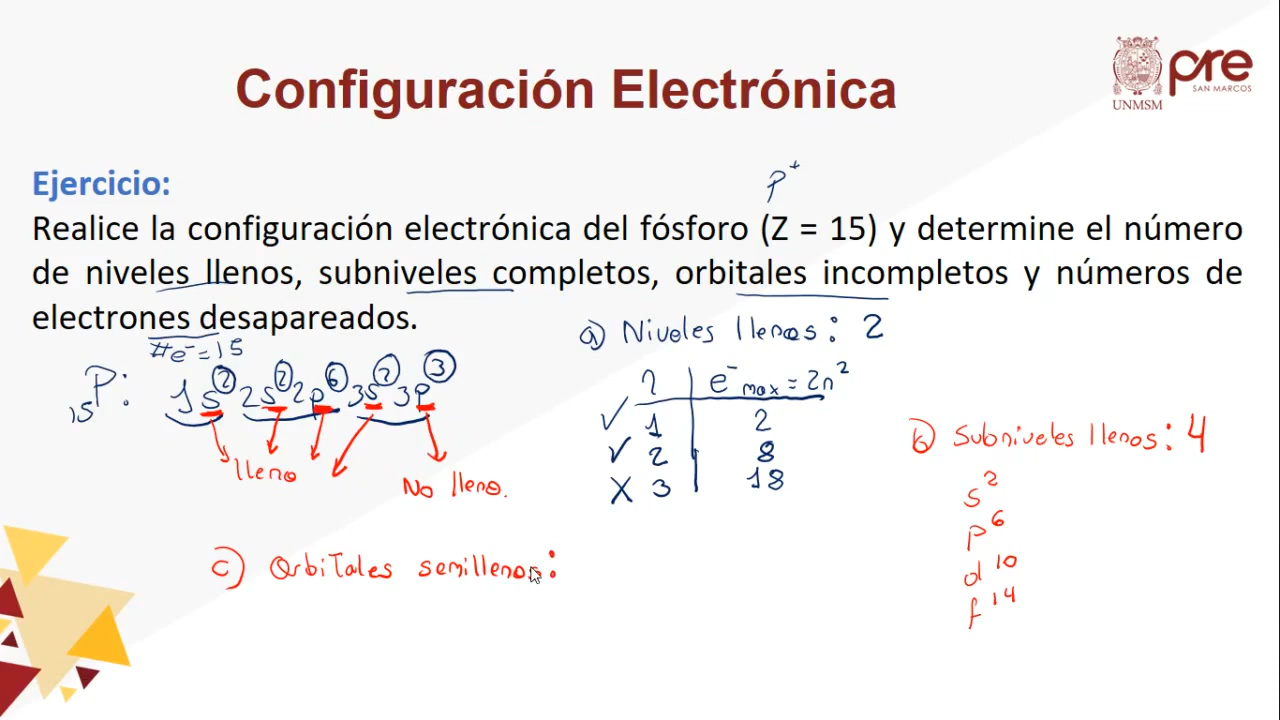 Configuración Electrónica
UNMSM
pre
SAN MARCOS
Ejercicio:
p⁺
Realice la configuración electrónica del fósforo (Z = 15) y determine el número
de niveles llenos, subniveles completos, orbitales incompletos y números de
electrones desapareados.
#e⁻=15
₁₅P: 1s² 2s² 2p⁶ 3s² 3p³
lleno
No lleno.
a) Niveles llenos: 2
n | e⁻max = 2n²
✓ 1 | 2
✓ 2 | 8
X 3 | 18
b) Subniveles llenos: 4
s²
p⁶
d¹⁰
f¹⁴
c) Orbitales semillenos: